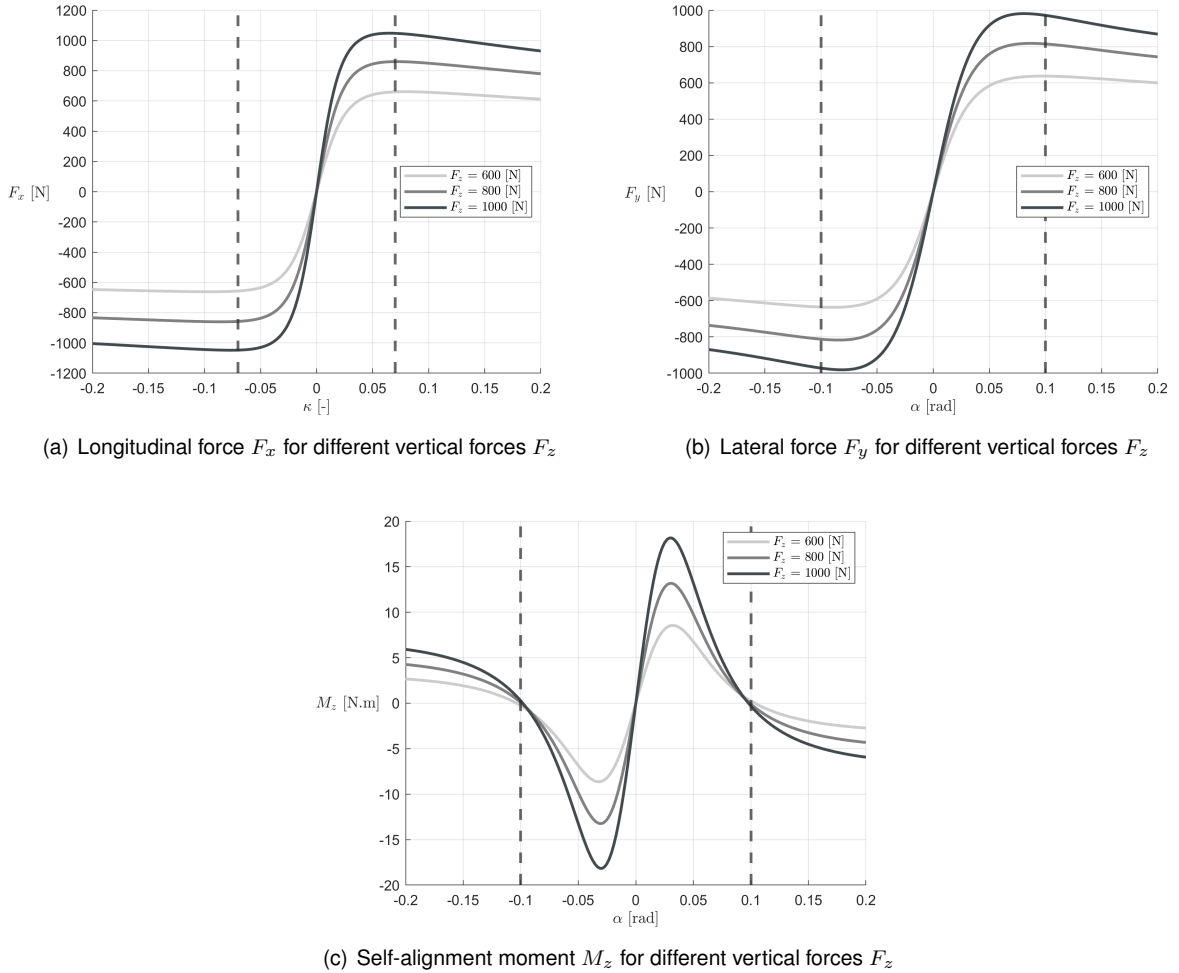 1200
1000
800
600
400
200
0
-200
-400
-600
-800
-1000
-1200
F_x [N]
-0.2 -0.15 -0.1 -0.05 0 0.05 0.1 0.15 0.2
κ [-]
F_z = 600 [N]
F_z = 800 [N]
F_z = 1000 [N]
(a) Longitudinal force F_x for different vertical forces F_z
1000
800
600
400
200
0
-200
-400
-600
-800
-1000
F_y [N]
-0.2 -0.15 -0.1 -0.05 0 0.05 0.1 0.15 0.2
α [rad]
F_z = 600 [N]
F_z = 800 [N]
F_z = 1000 [N]
(b) Lateral force F_y for different vertical forces F_z
20
15
10
5
0
-5
-10
-15
-20
M_z [N.m]
-0.2 -0.15 -0.1 -0.05 0 0.05 0.1 0.15 0.2
α [rad]
F_z = 600 [N]
F_z = 800 [N]
F_z = 1000 [N]
(c) Self-alignment moment M_z for different vertical forces F_z